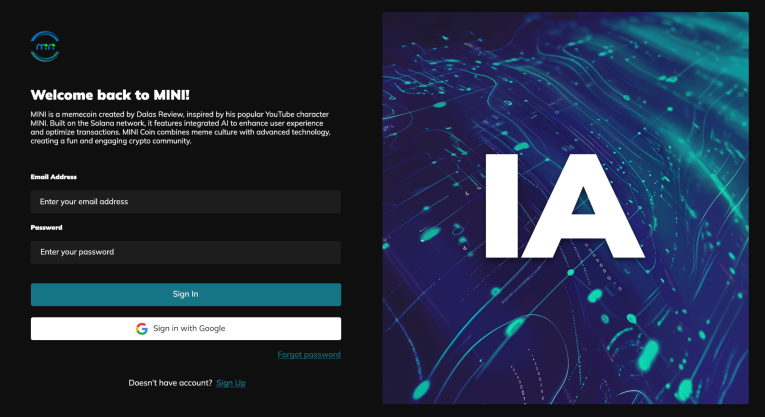 Welcome back to MINI!
MINI is a memecoin created by Dalas Review, inspired by his popular YouTube character
MINI. Built on the Solana network, it features integrated AI to enhance user experience
and optimize transactions. MINI Coin combines meme culture with advanced technology,
creating a fun and engaging crypto community.
Email Address
Enter your email address
Password
Enter your password
Sign In
Sign in with Google
Forgot password
Doesn't have account? Sign Up
IA